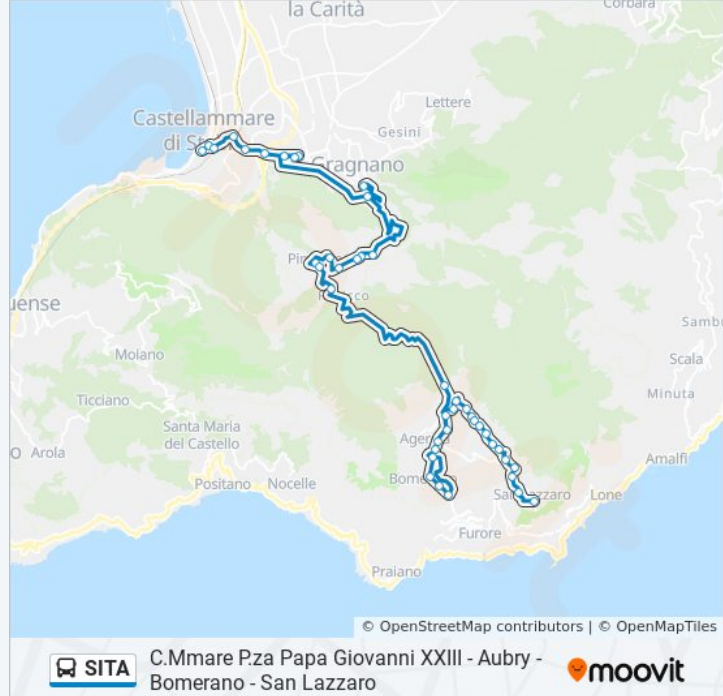 la Carità
Corbara
Lettere
Castellammare
di St
Gesini
Gragnano
Pim
uense
Sambu
Moiano
Scala
Ticciano
Minuta
Santa Maria
del Castello
Agerola
Arola
Amalfi
Positano
Nocelle
Bome
San Lazzaro
Lone
Furore
Praiano
© OpenStreetMap contributors | © OpenMapTiles
SITA
C.Mmare P.za Papa Giovanni XXIII - Aubry -
Bomerano - San Lazzaro
moovit